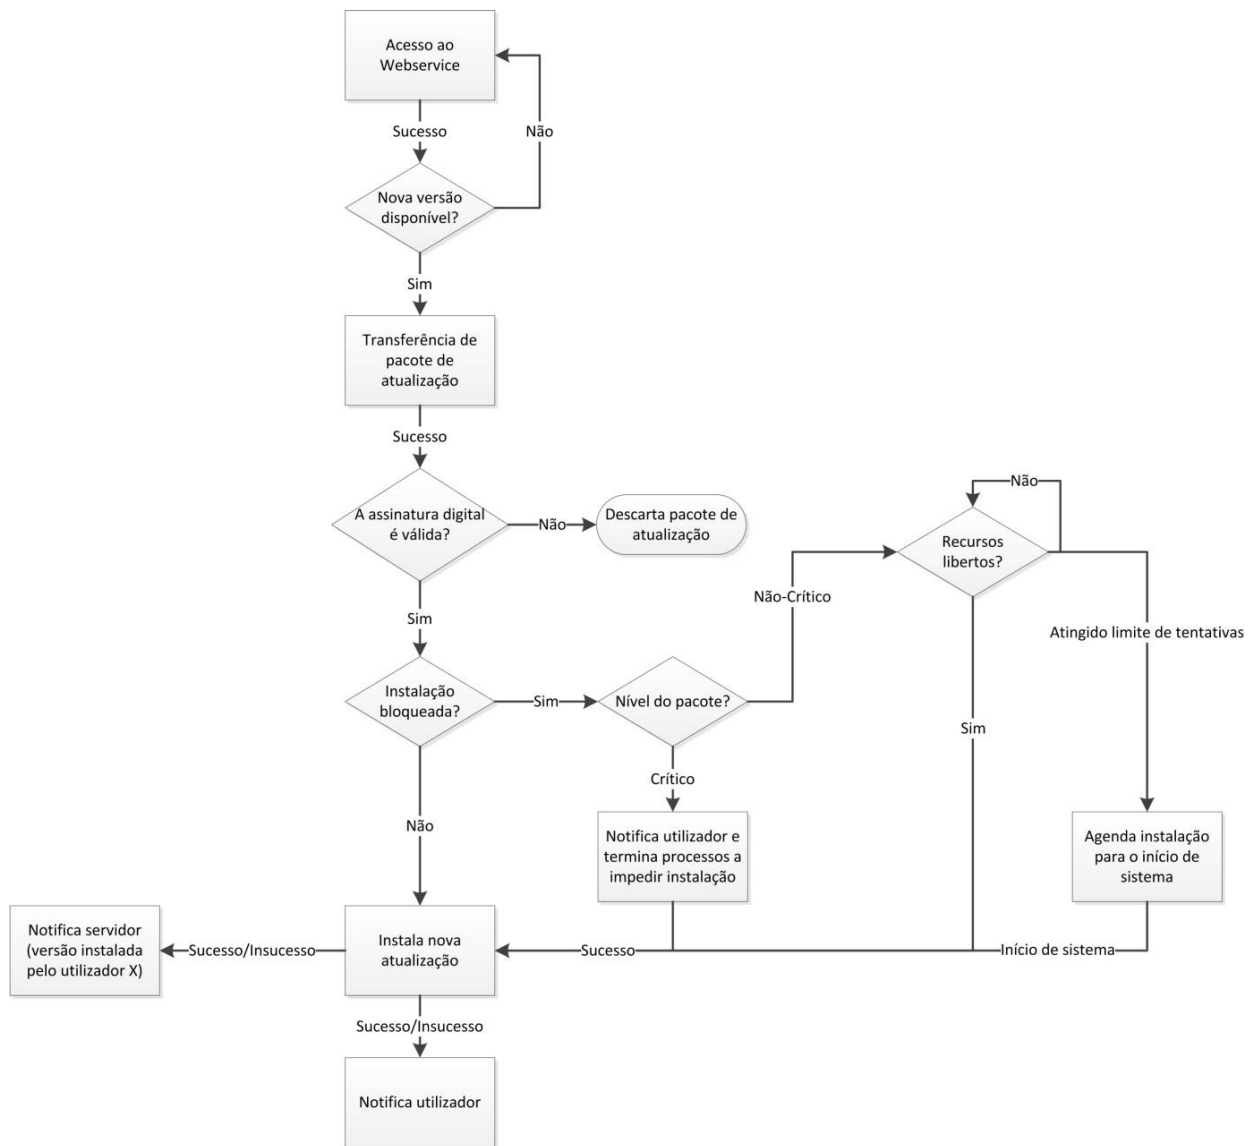 Acesso ao
Webservice
Sucesso
Não
Nova versão
disponível?
Sim
Transferência de
pacote de
atualização
Sucesso
A assinatura digital
é válida?
Não
Descarta pacote de
atualização
Não
Recursos
libertos?
Não-Crítico
Sim
Atingido limite de tentativas
Instalação
bloqueada?
Sim
Nível do pacote?
Sim
Crítico
Não
Notifica utilizador e
termina processos a
impedir instalação
Agenda instalação
para o início de
sistema
Notifica servidor
(versão instalada
pelo utilizador X)
Sucesso/Insucesso
Instala nova
atualização
Sucesso
Início de sistema
Sucesso/Insucesso
Notifica utilizador